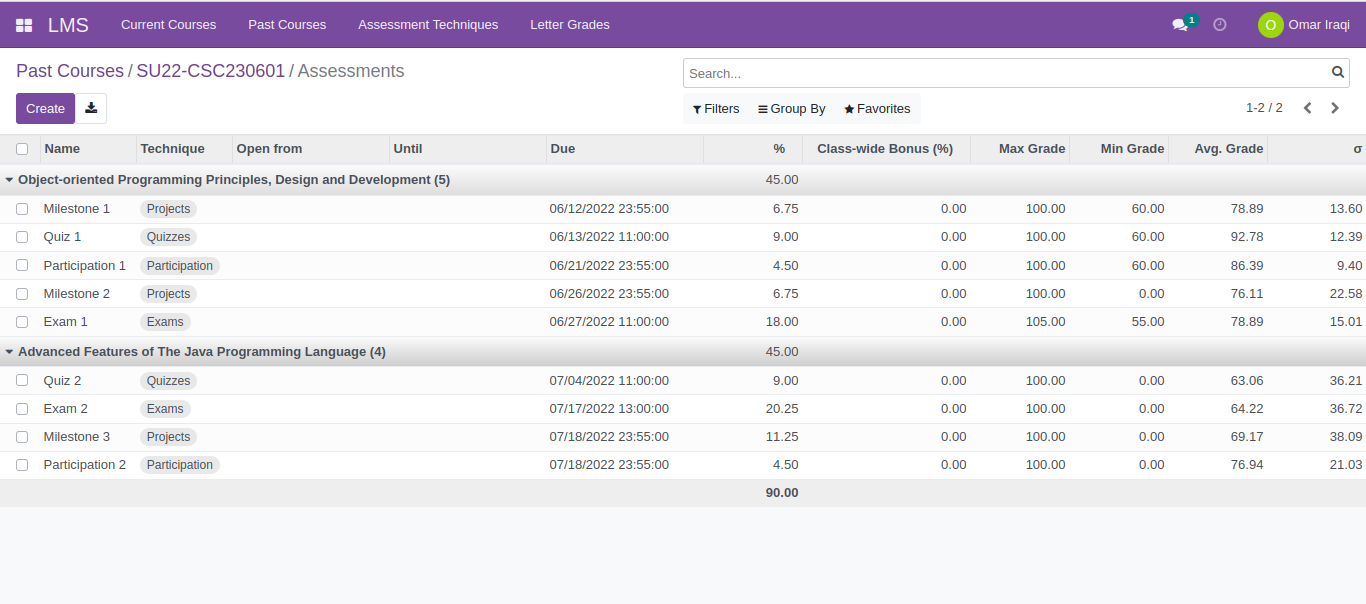 LMS Current Courses Past Courses Assessment Techniques Letter Grades 1 O Omar Iraqi
Past Courses / SU22-CSC230601 / Assessments Search...
Create Filters Group By Favorites 1-2 / 2
Name Technique Open from Until Due % Class-wide Bonus (%) Max Grade Min Grade Avg. Grade σ
Object-oriented Programming Principles, Design and Development (5) 45.00
Milestone 1 Projects 06/12/2022 23:55:00 6.75 0.00 100.00 60.00 78.89 13.60
Quiz 1 Quizzes 06/13/2022 11:00:00 9.00 0.00 100.00 60.00 92.78 12.39
Participation 1 Participation 06/21/2022 23:55:00 4.50 0.00 100.00 60.00 86.39 9.40
Milestone 2 Projects 06/26/2022 23:55:00 6.75 0.00 100.00 0.00 76.11 22.58
Exam 1 Exams 06/27/2022 11:00:00 18.00 0.00 105.00 55.00 78.89 15.01
Advanced Features of The Java Programming Language (4) 45.00
Quiz 2 Quizzes 07/04/2022 11:00:00 9.00 0.00 100.00 0.00 63.06 36.21
Exam 2 Exams 07/17/2022 13:00:00 20.25 0.00 100.00 0.00 64.22 36.72
Milestone 3 Projects 07/18/2022 23:55:00 11.25 0.00 100.00 0.00 69.17 38.09
Participation 2 Participation 07/18/2022 23:55:00 4.50 0.00 100.00 0.00 76.94 21.03
90.00